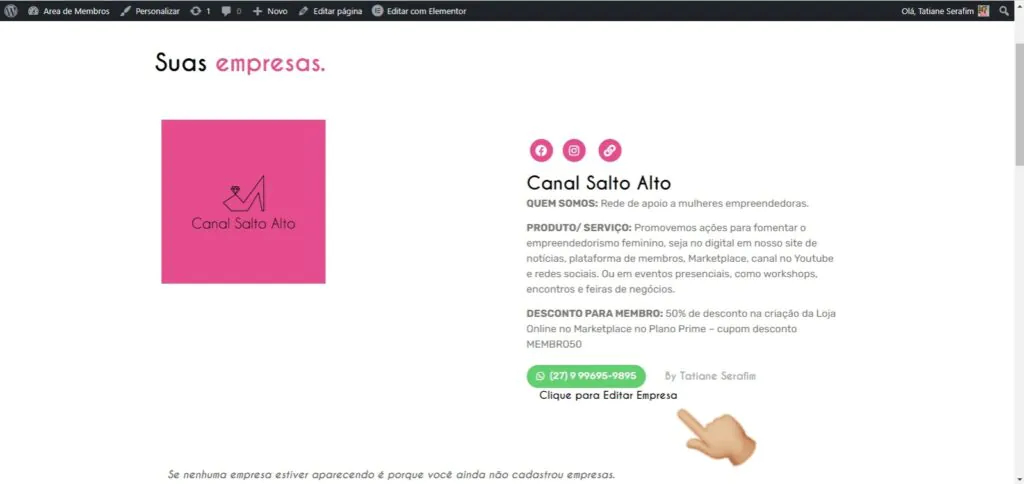 Area de Membros Personalizar 1 Novo Editar página Editar com Elementor Olá, Tatiane Serafim
Suas empresas.
Canal Salto Alto
Canal Salto Alto
QUEM SOMOS: Rede de apoio a mulheres empreendedoras.
PRODUTO/ SERVIÇO: Promovemos ações para fomentar o
empreendedorismo feminino, seja no digital em nosso site de
notícias, plataforma de membros, Marketplace, canal no Youtube
e redes sociais. Ou em eventos presenciais, como workshops,
encontros e feiras de negócios.
DESCONTO PARA MEMBRO: 50% de desconto na criação da Loja
Online no Marketplace no Plano Prime – cupom desconto
MEMBRO50
(27) 9 99695-9895 By Tatiane Serafim
Clique para Editar Empresa
Se nenhuma empresa estiver aparecendo é porque você ainda não cadastrou empresas.